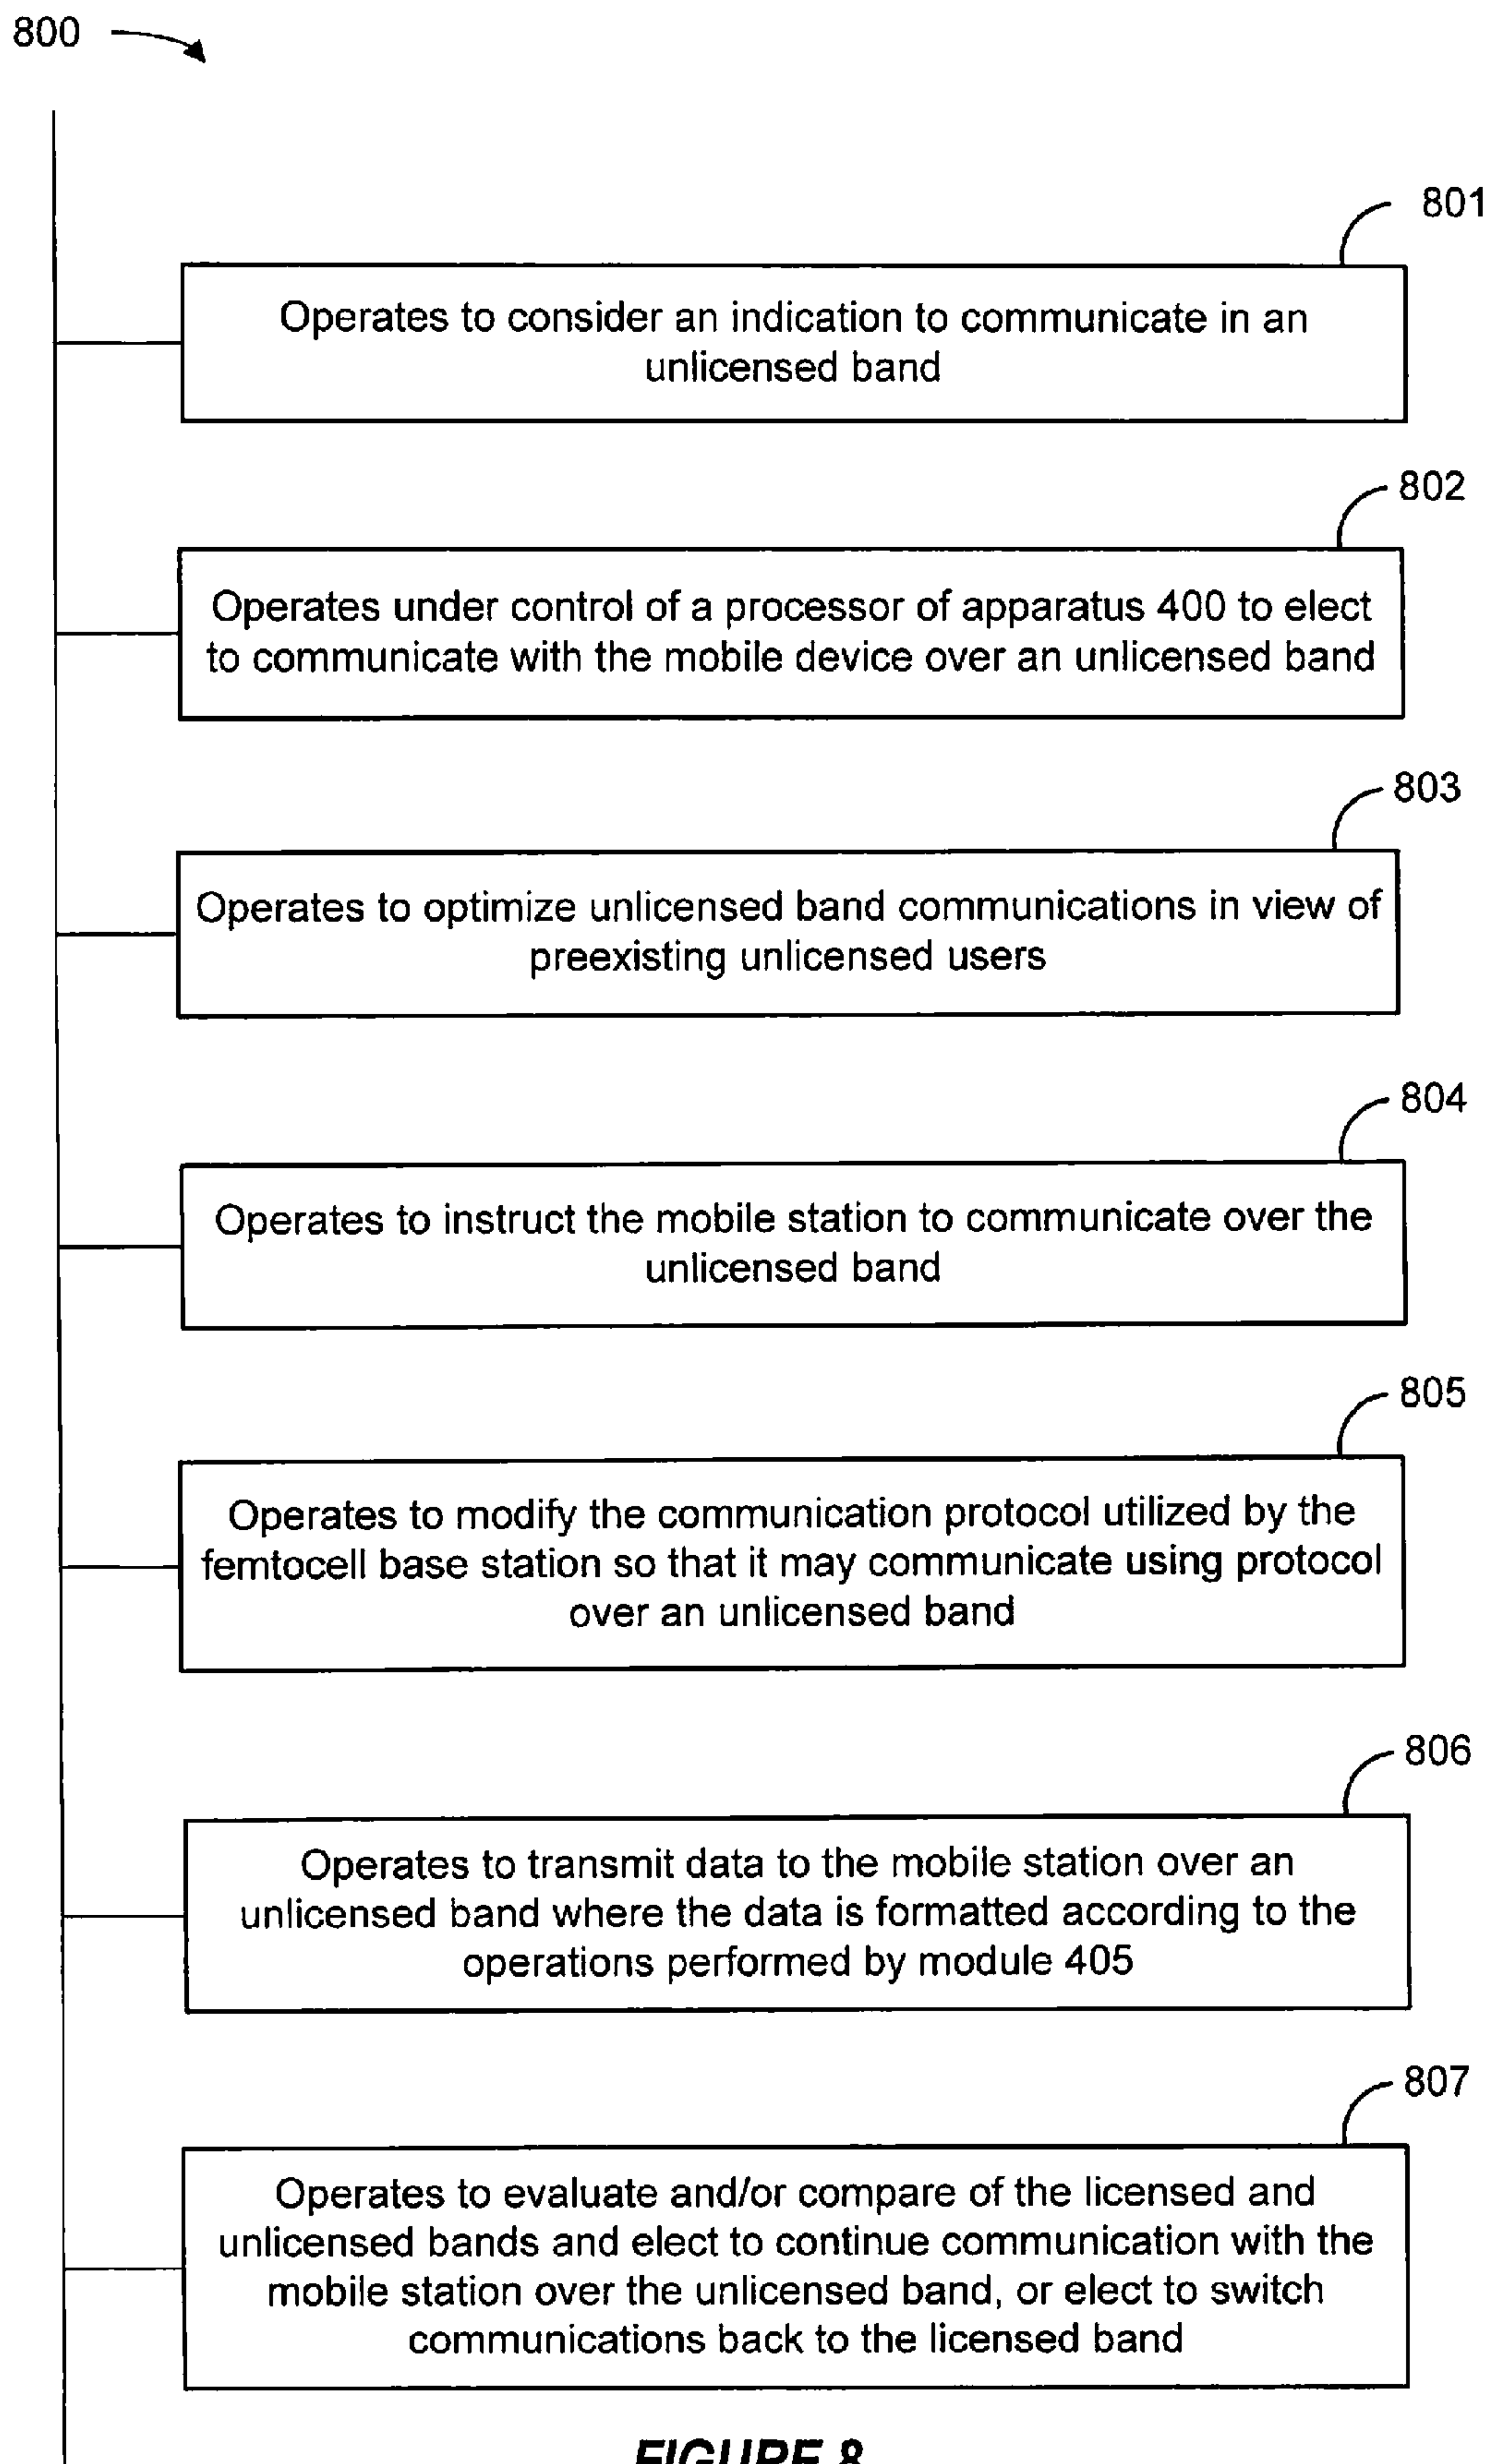 800
801
Operates to consider an indication to communicate in an
unlicensed band
802
Operates under control of a processor of apparatus 400 to elect
to communicate with the mobile device over an unlicensed band
803
Operates to optimize unlicensed band communications in view of
preexisting unlicensed users
804
Operates to instruct the mobile station to communicate over the
unlicensed band
805
Operates to modify the communication protocol utilized by the
femtocell base station so that it may communicate using protocol
over an unlicensed band
806
Operates to transmit data to the mobile station over an
unlicensed band where the data is formatted according to the
operations performed by module 405
807
Operates to evaluate and/or compare of the licensed and
unlicensed bands and elect to continue communication with the
mobile station over the unlicensed band, or elect to switch
communications back to the licensed band
FIGURE 8